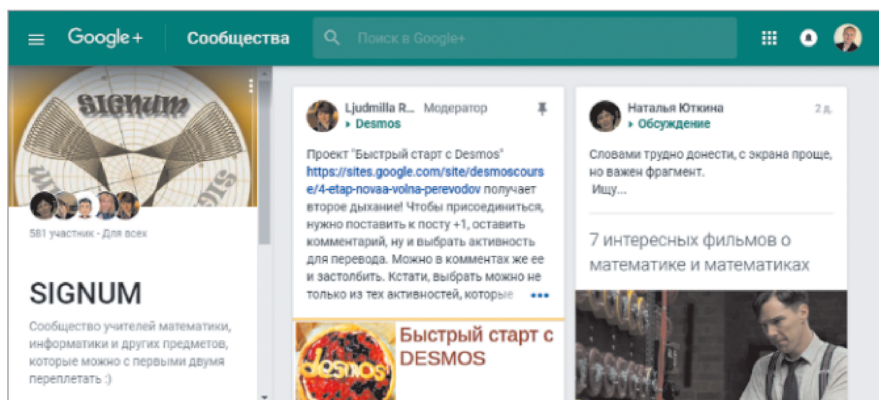 Google+
Сообщества
Поиск в Google+
SIGNUM
581 участник - Для всех
SIGNUM
Сообщество учителей математики,
информатики и других предметов,
которые можно с первыми двумя
переплетать :)
Ljudmilla R... Модератор
Desmos
Проект "Быстрый старт с Desmos"
https://sites.google.com/site/desmoscours
e/4-etap-novaa-volna-perevodov получает
второе дыхание! Чтобы присоединиться,
нужно поставить к посту +1, оставить
комментарий, ну и выбрать активность
для перевода. Можно в комментах же ее
и застолбить. Кстати, выбрать можно не
только из тех активностей, которые
desmos
Быстрый старт с
DESMOS
Наталья Юткина
2 д.
Обсуждение
Словами трудно донести, с экрана проще,
но важен фрагмент.
Ищу...
7 интересных фильмов о
математике и математиках